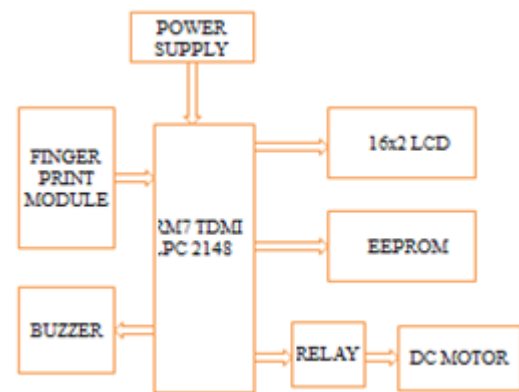 POWER
SUPPLY
FINGER
PRINT
MODULE
16x2 LCD
RM7 TDMI
PC 2148
EEPROM
BUZZER
RELAY
DC MOTOR